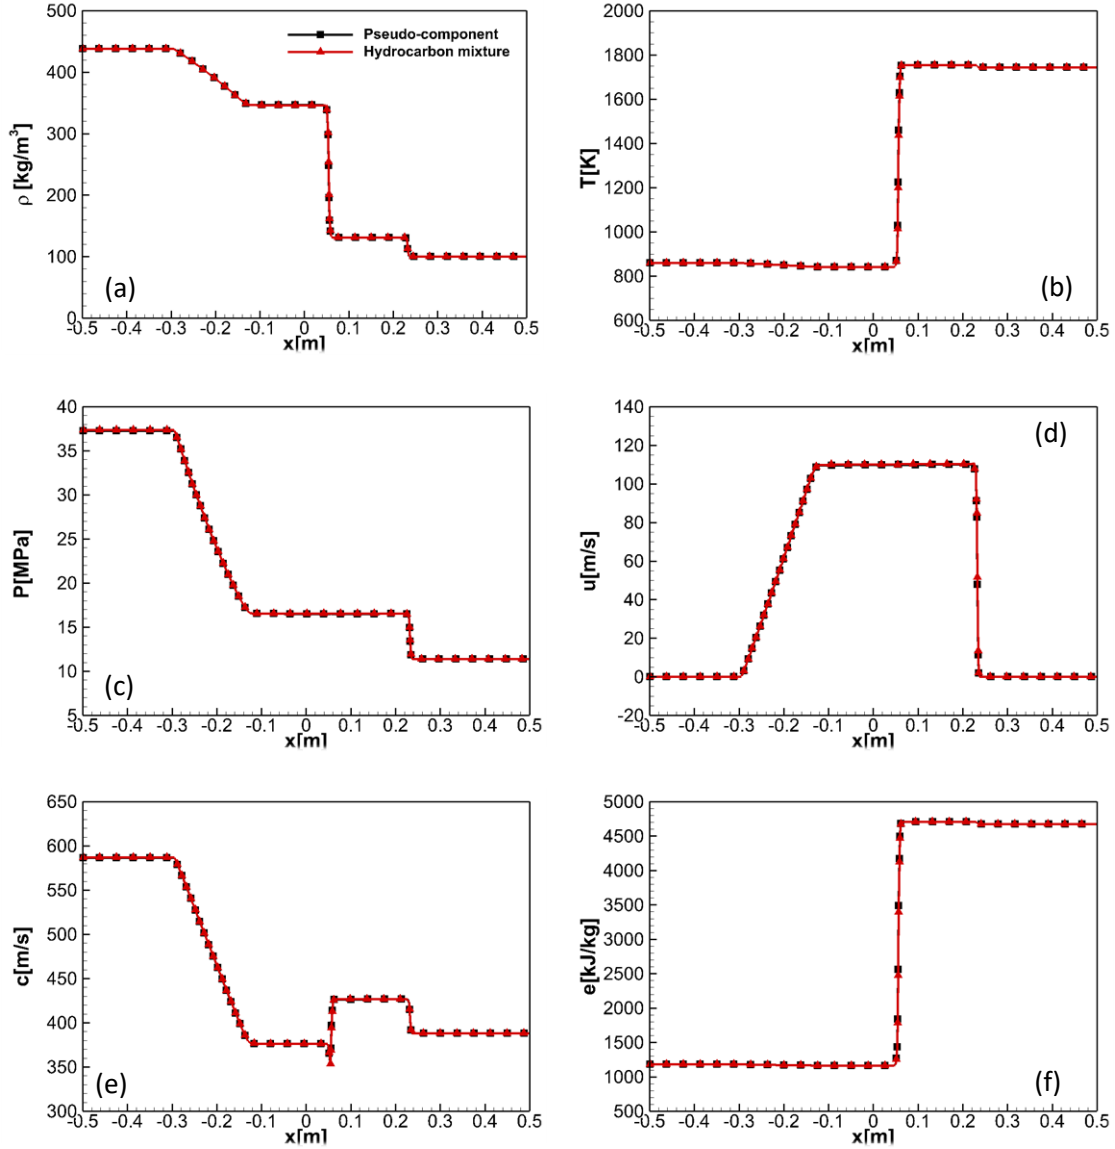 500
400
300
200
100
0
ρ [kg/m³]
Pseudo-component
Hydrocarbon mixture
(a)
-0.5 -0.4 -0.3 -0.2 -0.1 0 0.1 0.2 0.3 0.4 0.5
x[m]
2000
1800
1600
1400
1200
1000
800
600
T[K]
(b)
-0.5 -0.4 -0.3 -0.2 -0.1 0 0.1 0.2 0.3 0.4 0.5
x[m]
40
35
30
25
20
15
10
5
P[MPa]
(c)
-0.5 -0.4 -0.3 -0.2 -0.1 0 0.1 0.2 0.3 0.4 0.5
x[m]
140
120
100
80
60
40
20
0
-20
u[m/s]
(d)
-0.5 -0.4 -0.3 -0.2 -0.1 0 0.1 0.2 0.3 0.4 0.5
x[m]
650
600
550
500
450
400
350
300
c[m/s]
(e)
-0.5 -0.4 -0.3 -0.2 -0.1 0 0.1 0.2 0.3 0.4 0.5
x[m]
5000
4500
4000
3500
3000
2500
2000
1500
1000
500
e[kJ/kg]
(f)
-0.5 -0.4 -0.3 -0.2 -0.1 0 0.1 0.2 0.3 0.4 0.5
x[m]